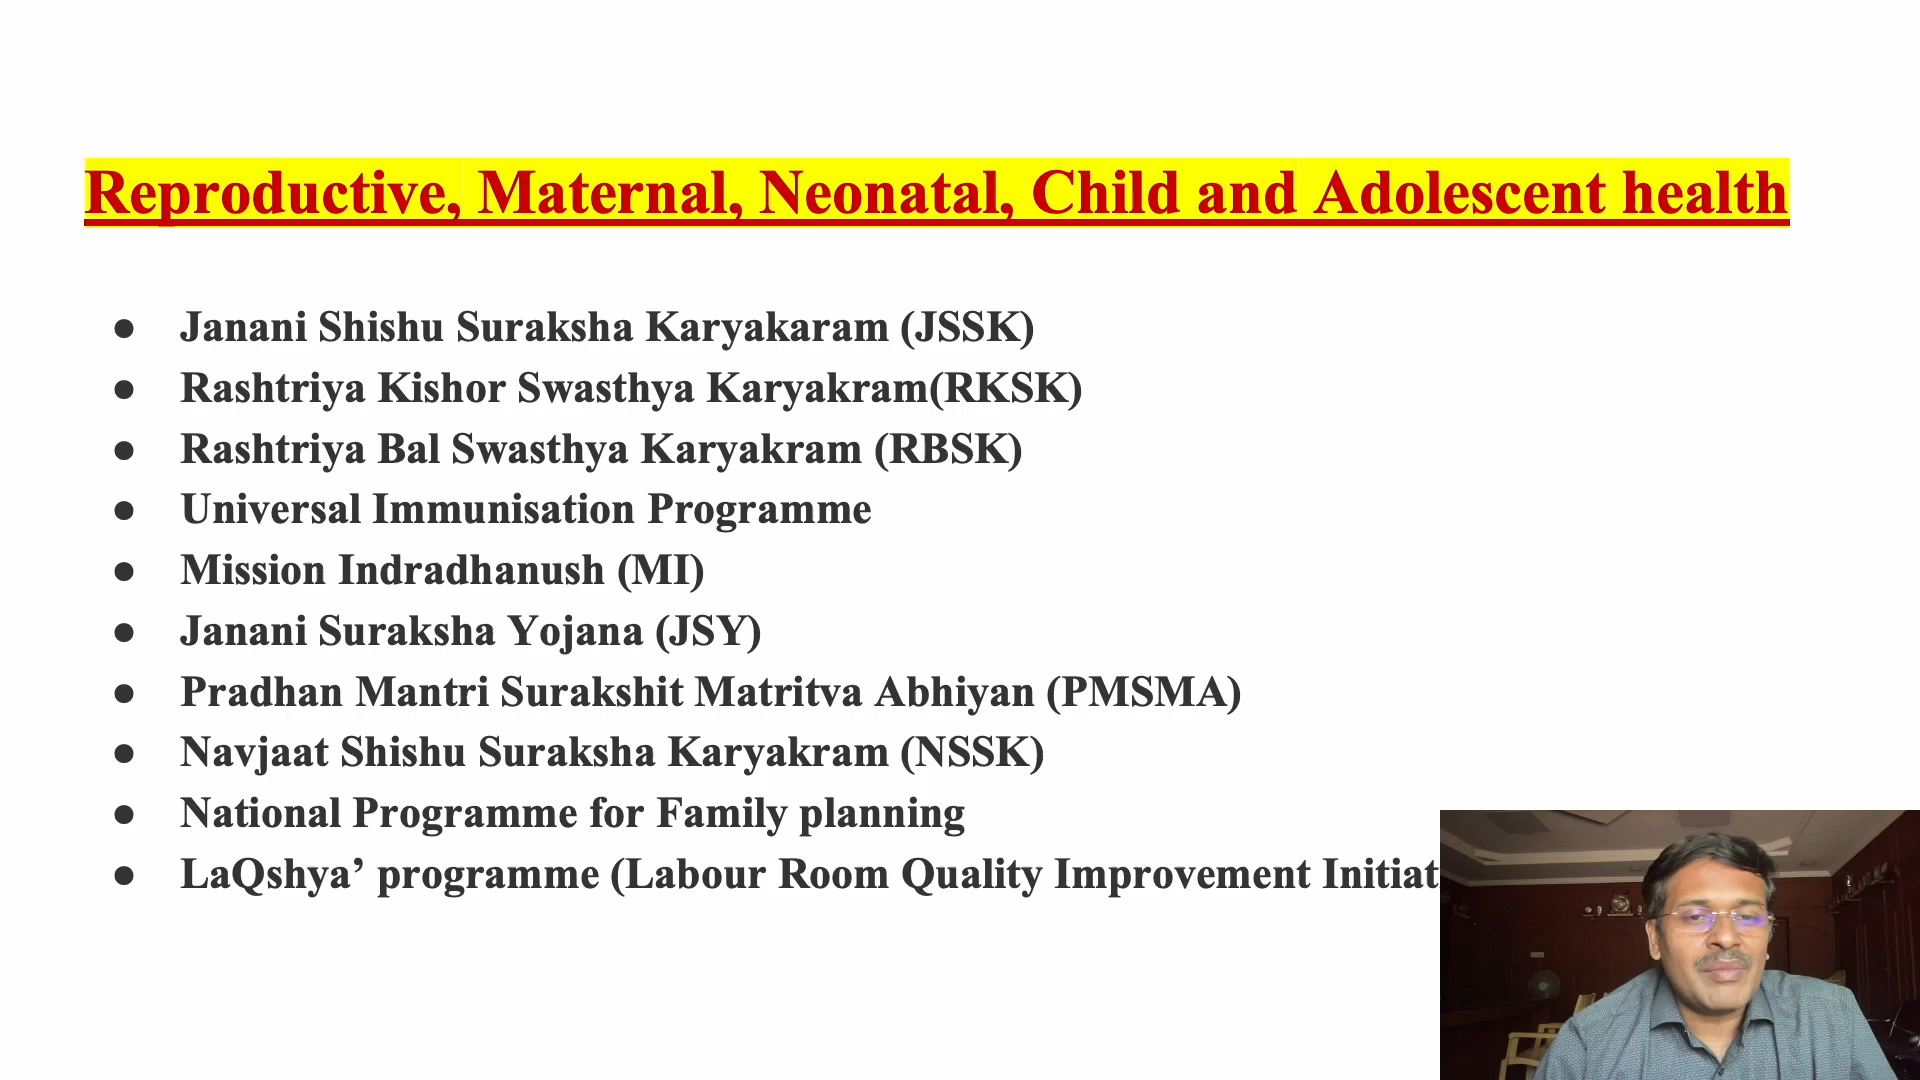 Reproductive, Maternal, Neonatal, Child and Adolescent health
● Janani Shishu Suraksha Karyakaram (JSSK)
● Rashtriya Kishor Swasthya Karyakram(RKSK)
● Rashtriya Bal Swasthya Karyakram (RBSK)
● Universal Immunisation Programme
● Mission Indradhanush (MI)
● Janani Suraksha Yojana (JSY)
● Pradhan Mantri Surakshit Matritva Abhiyan (PMSMA)
● Navjaat Shishu Suraksha Karyakram (NSSK)
● National Programme for Family planning
● LaQshya’ programme (Labour Room Quality Improvement Initiat